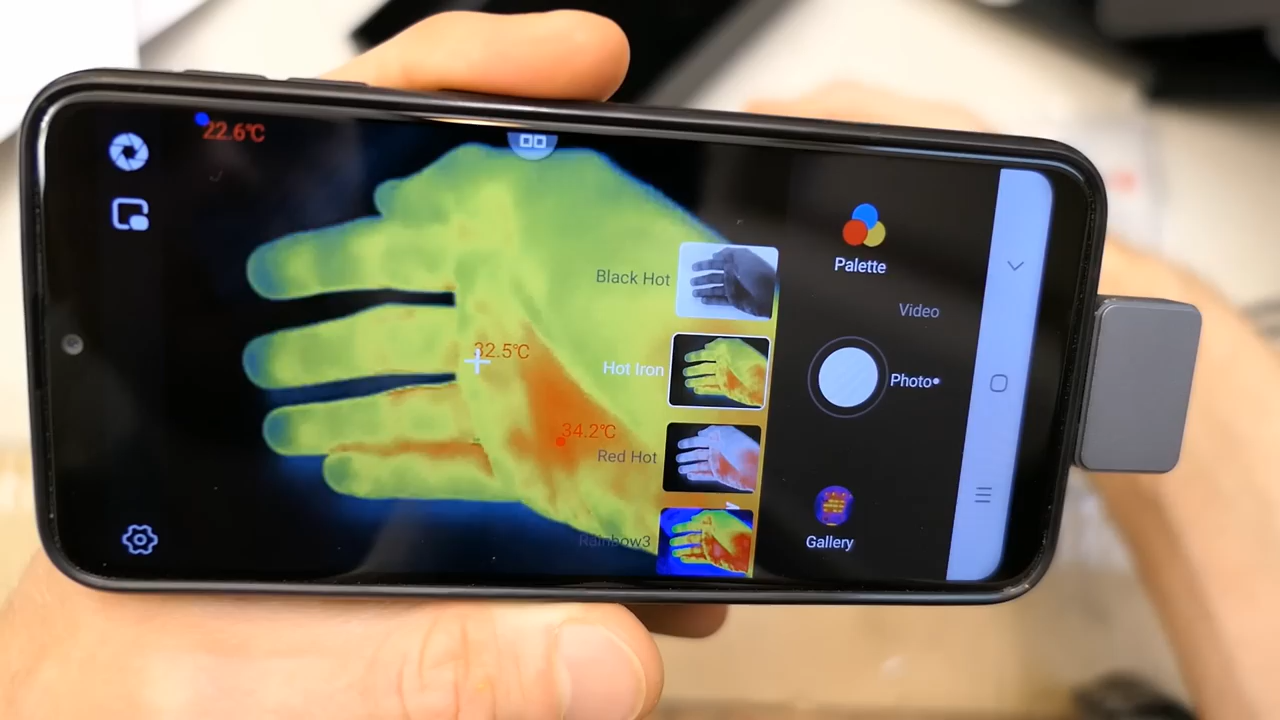 22.6°C
Palette
Black Hot
Video
32.5°C
Hot Iron
Photo
34.2°C
Red Hot
Rainbow3
Gallery